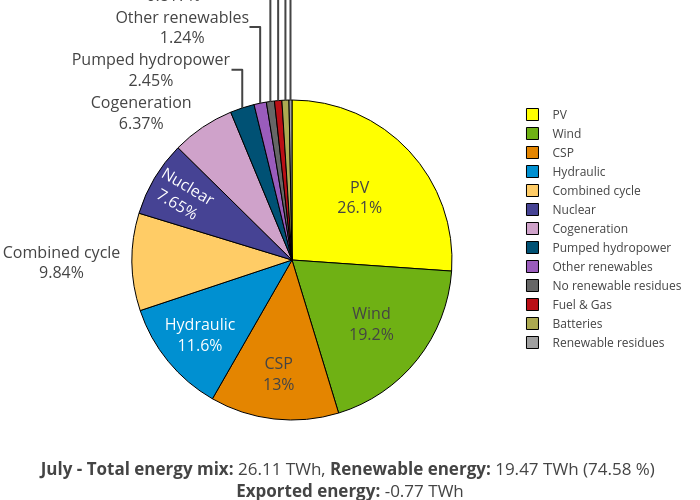 Other renewables
1.24%
Pumped hydropower
2.45%
Cogeneration
6.37%
Nuclear
7.65%
Combined cycle
9.84%
Hydraulic
11.6%
CSP
13%
Wind
19.2%
PV
26.1%
PV
Wind
CSP
Hydraulic
Combined cycle
Nuclear
Cogeneration
Pumped hydropower
Other renewables
No renewable residues
Fuel & Gas
Batteries
Renewable residues
July - Total energy mix: 26.11 TWh, Renewable energy: 19.47 TWh (74.58 %)
Exported energy: -0.77 TWh